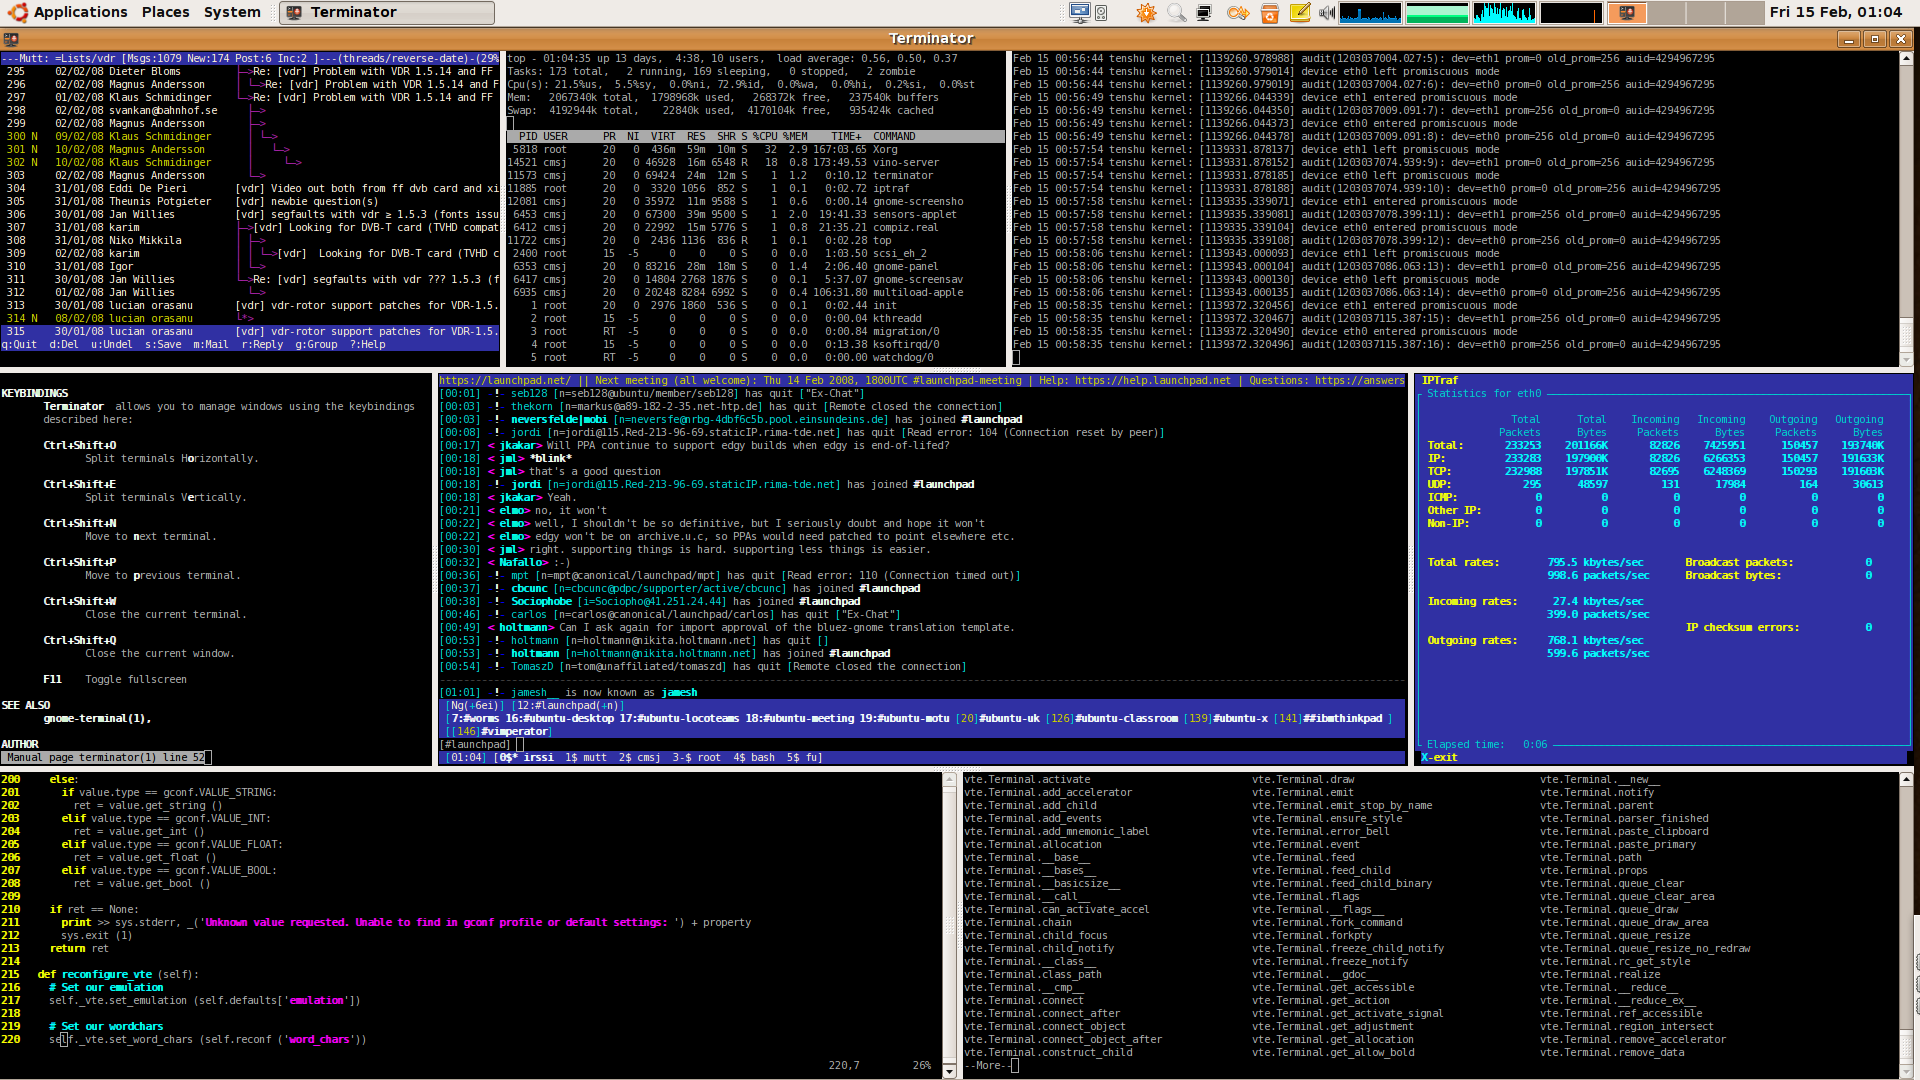 Applications Places System Terminator Fri 15 Feb, 01:04
Terminator
---Mutt: =Lists/vdr [Msgs:1079 New:174 Post:6 Inc:2 ]---(threads/reverse-date)-(29%
295 02/02/08 Dieter Bloms Re: [vdr] Problem with VDR 1.5.14 and FF
296 02/02/08 Magnus Andersson Re: [vdr] Problem with VDR 1.5.14 and F
297 01/02/08 Klaus Schmidinger Re: [vdr] Problem with VDR 1.5.14 and FF
298 02/02/08 svankan@bahnhof.se
299 02/02/08 Magnus Andersson
300 N 09/02/08 Klaus Schmidinger
301 N 10/02/08 Magnus Andersson
302 N 10/02/08 Klaus Schmidinger
303 02/02/08 Magnus Andersson
304 31/01/08 Eddi De Pieri [vdr] Video out both from ff dvb card and xi
305 31/01/08 Theunis Potgieter [vdr] newbie question(s)
306 30/01/08 Jan Willies [vdr] segfaults with vdr ≥ 1.5.3 (fonts issu
307 31/01/08 karim [vdr] Looking for DVB-T card (TVHD compat
308 31/01/08 Niko Mikkila
309 02/02/08 karim [vdr]  Looking for DVB-T card (TVHD c
310 31/01/08 Igor
311 30/01/08 Jan Willies Re: [vdr] segfaults with vdr ??? 1.5.3 (f
312 01/02/08 Jan Willies
313 30/01/08 lucian orasanu [vdr] vdr-rotor support patches for VDR-1.5.
314 N 08/02/08 lucian orasanu *>
315 30/01/08 lucian orasanu [vdr] vdr-rotor support patches for VDR-1.5.
q:Quit d:Del u:Undel s:Save m:Mail r:Reply g:Group ?:Help
top - 01:04:35 up 13 days, 4:38, 10 users, load average: 0.56, 0.50, 0.37
Tasks: 173 total, 2 running, 169 sleeping, 0 stopped, 2 zombie
Cpu(s): 21.5%us, 5.5%sy, 0.0%ni, 72.9%id, 0.0%wa, 0.0%hi, 0.2%si, 0.0%st
Mem: 2067340k total, 1798968k used, 268372k free, 237540k buffers
Swap: 4192944k total, 22840k used, 4170104k free, 935424k cached
PID USER PR NI VIRT RES SHR S %CPU %MEM TIME+ COMMAND
5818 root 20 0 436m 59m 10m S 32 2.9 167:03.65 Xorg
14521 cmsj 20 0 46928 16m 6548 R 18 0.8 173:49.53 vino-server
11573 cmsj 20 0 69424 24m 12m S 1 1.2 0:10.12 terminator
11885 root 20 0 3320 1056 852 S 1 0.1 0:02.72 iptraf
12081 cmsj 20 0 35972 11m 9588 S 1 0.6 0:00.14 gnome-screensho
6453 cmsj 20 0 67300 39m 9500 S 1 2.0 19:41.33 sensors-applet
6412 cmsj 20 0 22992 15m 5776 S 1 0.8 21:35.21 compiz.real
11722 cmsj 20 0 2436 1136 836 R 1 0.1 0:02.28 top
2400 root 15 -5 0 0 0 S 0 0.0 1:03.50 scsi_eh_2
6353 cmsj 20 0 83216 28m 18m S 0 1.4 2:06.40 gnome-panel
6417 cmsj 20 0 14804 2768 1876 S 0 0.1 5:37.07 gnome-screensav
6935 cmsj 20 0 20248 8284 6992 S 0 0.4 106:31.80 multiload-apple
1 root 20 0 2976 1860 536 S 0 0.1 0:02.44 init
2 root 15 -5 0 0 0 S 0 0.0 0:00.04 kthreadd
3 root RT -5 0 0 0 S 0 0.0 0:00.84 migration/0
4 root 15 -5 0 0 0 S 0 0.0 0:13.38 ksoftirqd/0
5 root RT -5 0 0 0 S 0 0.0 0:00.00 watchdog/0
Feb 15 00:56:44 tenshu kernel: [1139260.978988] audit(1203037004.027:5): dev=eth1 prom=0 old_prom=256 auid=4294967295
Feb 15 00:56:44 tenshu kernel: [1139260.979014] device eth0 left promiscuous mode
Feb 15 00:56:44 tenshu kernel: [1139260.979019] audit(1203037004.027:6): dev=eth0 prom=0 old_prom=256 auid=4294967295
Feb 15 00:56:49 tenshu kernel: [1139266.044339] device eth1 entered promiscuous mode
Feb 15 00:56:49 tenshu kernel: [1139266.044350] audit(1203037009.091:7): dev=eth1 prom=256 old_prom=0 auid=4294967295
Feb 15 00:56:49 tenshu kernel: [1139266.044373] device eth0 entered promiscuous mode
Feb 15 00:56:49 tenshu kernel: [1139266.044378] audit(1203037009.091:8): dev=eth0 prom=256 old_prom=0 auid=4294967295
Feb 15 00:57:54 tenshu kernel: [1139331.878137] device eth1 left promiscuous mode
Feb 15 00:57:54 tenshu kernel: [1139331.878152] audit(1203037074.939:9): dev=eth1 prom=0 old_prom=256 auid=4294967295
Feb 15 00:57:54 tenshu kernel: [1139331.878185] device eth0 left promiscuous mode
Feb 15 00:57:54 tenshu kernel: [1139331.878188] audit(1203037074.939:10): dev=eth0 prom=0 old_prom=256 auid=4294967295
Feb 15 00:57:58 tenshu kernel: [1139335.339071] device eth1 entered promiscuous mode
Feb 15 00:57:58 tenshu kernel: [1139335.339081] audit(1203037078.399:11): dev=eth1 prom=256 old_prom=0 auid=4294967295
Feb 15 00:57:58 tenshu kernel: [1139335.339104] device eth0 entered promiscuous mode
Feb 15 00:57:58 tenshu kernel: [1139335.339108] audit(1203037078.399:12): dev=eth0 prom=256 old_prom=0 auid=4294967295
Feb 15 00:58:06 tenshu kernel: [1139343.000093] device eth1 left promiscuous mode
Feb 15 00:58:06 tenshu kernel: [1139343.000104] audit(1203037086.063:13): dev=eth1 prom=0 old_prom=256 auid=4294967295
Feb 15 00:58:06 tenshu kernel: [1139343.000130] device eth0 left promiscuous mode
Feb 15 00:58:06 tenshu kernel: [1139343.000135] audit(1203037086.063:14): dev=eth0 prom=0 old_prom=256 auid=4294967295
Feb 15 00:58:35 tenshu kernel: [1139372.320456] device eth1 entered promiscuous mode
Feb 15 00:58:35 tenshu kernel: [1139372.320467] audit(1203037115.387:15): dev=eth1 prom=256 old_prom=0 auid=4294967295
Feb 15 00:58:35 tenshu kernel: [1139372.320490] device eth0 entered promiscuous mode
Feb 15 00:58:35 tenshu kernel: [1139372.320496] audit(1203037115.387:16): dev=eth0 prom=256 old_prom=0 auid=4294967295
KEYBINDINGS
Terminator allows you to manage windows using the keybindings
described here:
Ctrl+Shift+O
Split terminals Horizontally.
Ctrl+Shift+E
Split terminals Vertically.
Ctrl+Shift+N
Move to next terminal.
Ctrl+Shift+P
Move to previous terminal.
Ctrl+Shift+W
Close the current terminal.
Ctrl+Shift+Q
Close the current window.
F11 Toggle fullscreen
SEE ALSO
gnome-terminal(1),
AUTHOR
Manual page terminator(1) line 52
https://launchpad.net/ || Next meeting (all welcome): Thu 14 Feb 2008, 1800UTC #launchpad-meeting | Help: https://help.launchpad.net | Questions: https://answers
[00:01] -!- seb128 [n=seb128@ubuntu/member/seb128] has quit ["Ex-Chat"]
[00:03] -!- thekorn [n=markus@a89-182-2-35.net-htp.de] has quit [Remote closed the connection]
[00:03] -!- neversfelde|mobi [n=neversfe@nrbg-4dbf6c5b.pool.einsundeins.de] has joined #launchpad
[00:08] -!- jordi [n=jordi@115.Red-213-96-69.staticIP.rima-tde.net] has quit [Read error: 104 (Connection reset by peer)]
[00:17] < jkakar> Will PPA continue to support edgy builds when edgy is end-of-lifed?
[00:18] < jml> *blink*
[00:18] < jml> that's a good question
[00:18] -!- jordi [n=jordi@115.Red-213-96-69.staticIP.rima-tde.net] has joined #launchpad
[00:18] < jkakar> Yeah.
[00:21] < elmo> no, it won't
[00:22] < elmo> well, I shouldn't be so definitive, but I seriously doubt and hope it won't
[00:22] < elmo> edgy won't be on archive.u.c, so PPAs would need patched to point elsewhere etc.
[00:30] < jml> right. supporting things is hard. supporting less things is easier.
[00:32] < Nafallo> :-)
[00:36] -!- mpt [n=mpt@canonical/launchpad/mpt] has quit [Read error: 110 (Connection timed out)]
[00:37] -!- cbcunc [n=cbcunc@pdpc/supporter/active/cbcunc] has joined #launchpad
[00:38] -!- Sociophobe [i=Sociopho@41.251.24.44] has joined #launchpad
[00:46] -!- carlos [n=carlos@canonical/launchpad/carlos] has quit ["Ex-Chat"]
[00:49] < holtmann> Can I ask again for import approval of the bluez-gnome translation template.
[00:53] -!- holtmann [n=holtmann@nikita.holtmann.net] has quit []
[00:53] -!- holtmann [n=holtmann@nikita.holtmann.net] has joined #launchpad
[00:54] -!- TomaszD [n=tom@unaffiliated/tomaszd] has quit [Remote closed the connection]
[01:01] -!- jamesh__ is now known as jamesh
[Ng(+6ei)] [12:#launchpad(+n)]
[7:#worms 16:#ubuntu-desktop 17:#ubuntu-locoteams 18:#ubuntu-meeting 19:#ubuntu-motu [20]#ubuntu-uk [126]#ubuntu-classroom [139]#ubuntu-x [141]##ibmthinkpad ]
[[146]#vimperator]
[#launchpad]
[01:04] [0$* irssi 1$ mutt 2$ cmsj 3-$ root 4$ bash 5$ fu]
IPTraf
Statistics for eth0
Total Total Incoming Incoming Outgoing Outgoing
Packets Bytes Packets Bytes Packets Bytes
Total: 233253 201166K 82826 7425951 150457 193740K
IP: 233283 197900K 82826 6266353 150457 191633K
TCP: 232988 197851K 82695 6248369 150293 191603K
UDP: 295 48597 131 17984 164 30613
ICMP: 0 0 0 0 0 0
Other IP: 0 0 0 0 0 0
Non-IP: 0 0 0 0 0 0
Total rates: 795.5 kbytes/sec Broadcast packets: 0
998.6 packets/sec Broadcast bytes: 0
Incoming rates: 27.4 kbytes/sec
399.0 packets/sec
IP checksum errors: 0
Outgoing rates: 768.1 kbytes/sec
599.6 packets/sec
Elapsed time: 0:06
X-exit
200 else:
201 if value.type == gconf.VALUE_STRING:
202 ret = value.get_string ()
203 elif value.type == gconf.VALUE_INT:
204 ret = value.get_int ()
205 elif value.type == gconf.VALUE_FLOAT:
206 ret = value.get_float ()
207 elif value.type == gconf.VALUE_BOOL:
208 ret = value.get_bool ()
209
210 if ret == None:
211 print >> sys.stderr, _('Unknown value requested. Unable to find in gconf profile or default settings: ') + property
212 sys.exit (1)
213 return ret
214
215 def reconfigure_vte (self):
216 # Set our emulation
217 self._vte.set_emulation (self.defaults['emulation'])
218
219 # Set our wordchars
220 self._vte.set_word_chars (self.reconf ('word_chars'))
220,7 26%
vte.Terminal.activate vte.Terminal.draw vte.Terminal.__new__
vte.Terminal.add_accelerator vte.Terminal.emit vte.Terminal.notify
vte.Terminal.add_child vte.Terminal.emit_stop_by_name vte.Terminal.parent
vte.Terminal.add_events vte.Terminal.ensure_style vte.Terminal.parser_finished
vte.Terminal.add_mnemonic_label vte.Terminal.error_bell vte.Terminal.paste_clipboard
vte.Terminal.allocation vte.Terminal.event vte.Terminal.paste_primary
vte.Terminal.__base__ vte.Terminal.feed vte.Terminal.path
vte.Terminal.__bases__ vte.Terminal.feed_child vte.Terminal.props
vte.Terminal.__basicsize__ vte.Terminal.feed_child_binary vte.Terminal.queue_clear
vte.Terminal.__call__ vte.Terminal.flags vte.Terminal.queue_clear_area
vte.Terminal.can_activate_accel vte.Terminal.__flags__ vte.Terminal.queue_draw
vte.Terminal.chain vte.Terminal.fork_command vte.Terminal.queue_draw_area
vte.Terminal.child_focus vte.Terminal.forkpty vte.Terminal.queue_resize
vte.Terminal.child_notify vte.Terminal.freeze_child_notify vte.Terminal.queue_resize_no_redraw
vte.Terminal.__class__ vte.Terminal.freeze_notify vte.Terminal.rc_get_style
vte.Terminal.class_path vte.Terminal.__gdoc__ vte.Terminal.realize
vte.Terminal.__cmp__ vte.Terminal.get_accessible vte.Terminal.__reduce__
vte.Terminal.connect vte.Terminal.get_action vte.Terminal.__reduce_ex__
vte.Terminal.connect_after vte.Terminal.get_activate_signal vte.Terminal.ref_accessible
vte.Terminal.connect_object vte.Terminal.get_adjustment vte.Terminal.region_intersect
vte.Terminal.connect_object_after vte.Terminal.get_allocation vte.Terminal.remove_accelerator
vte.Terminal.construct_child vte.Terminal.get_allow_bold vte.Terminal.remove_data
--More--